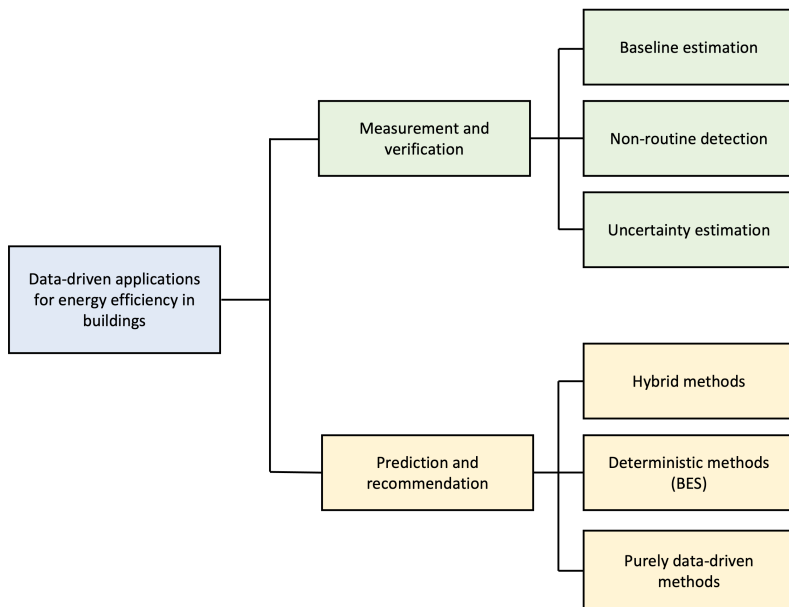 Data-driven applications
for energy efficiency in
buildings
Measurement and
verification
Baseline estimation
Non-routine detection
Uncertainty estimation
Prediction and
recommendation
Hybrid methods
Deterministic methods
(BES)
Purely data-driven
methods